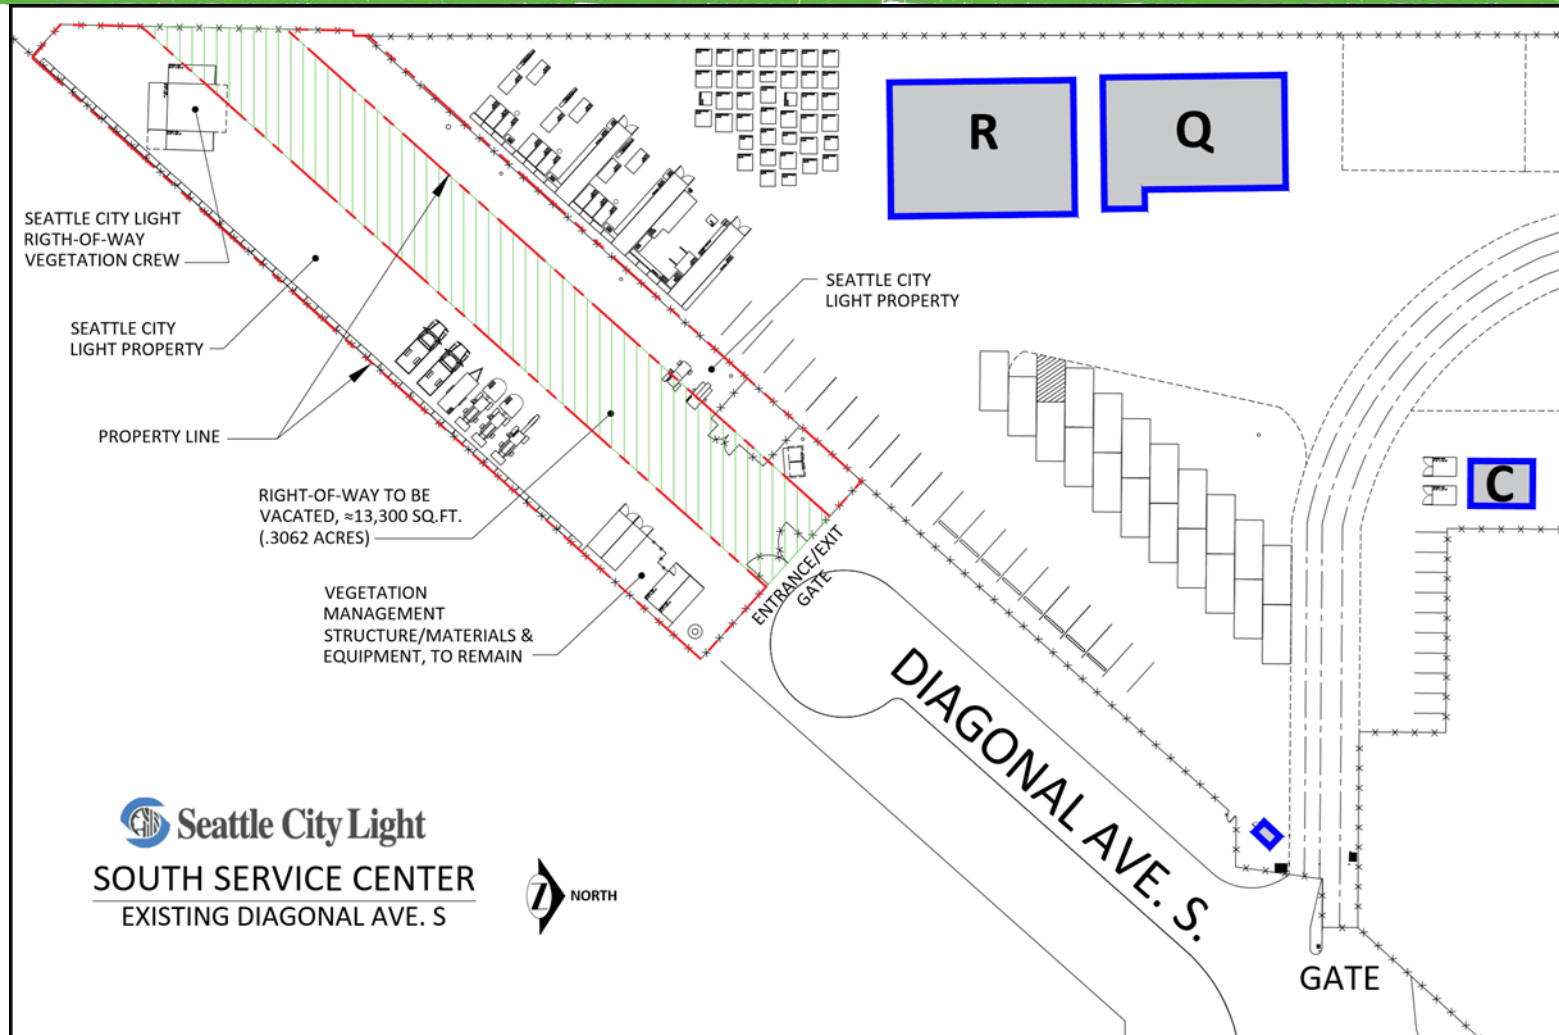 R
Q
SEATTLE CITY LIGHT
RIGTH-OF-WAY
VEGETATION CREW
SEATTLE CITY
LIGHT PROPERTY
SEATTLE CITY
LIGHT PROPERTY
PROPERTY LINE
C
RIGHT-OF-WAY TO BE
VACATED, ≈13,300 SQ.FT.
(.3062 ACRES)
ENTRANCE/EXIT
GATE
VEGETATION
MANAGEMENT
STRUCTURE/MATERIALS &
EQUIPMENT, TO REMAIN
DIAGONAL AVE. S.
Seattle City Light
SOUTH SERVICE CENTER
EXISTING DIAGONAL AVE. S
Z
NORTH
GATE